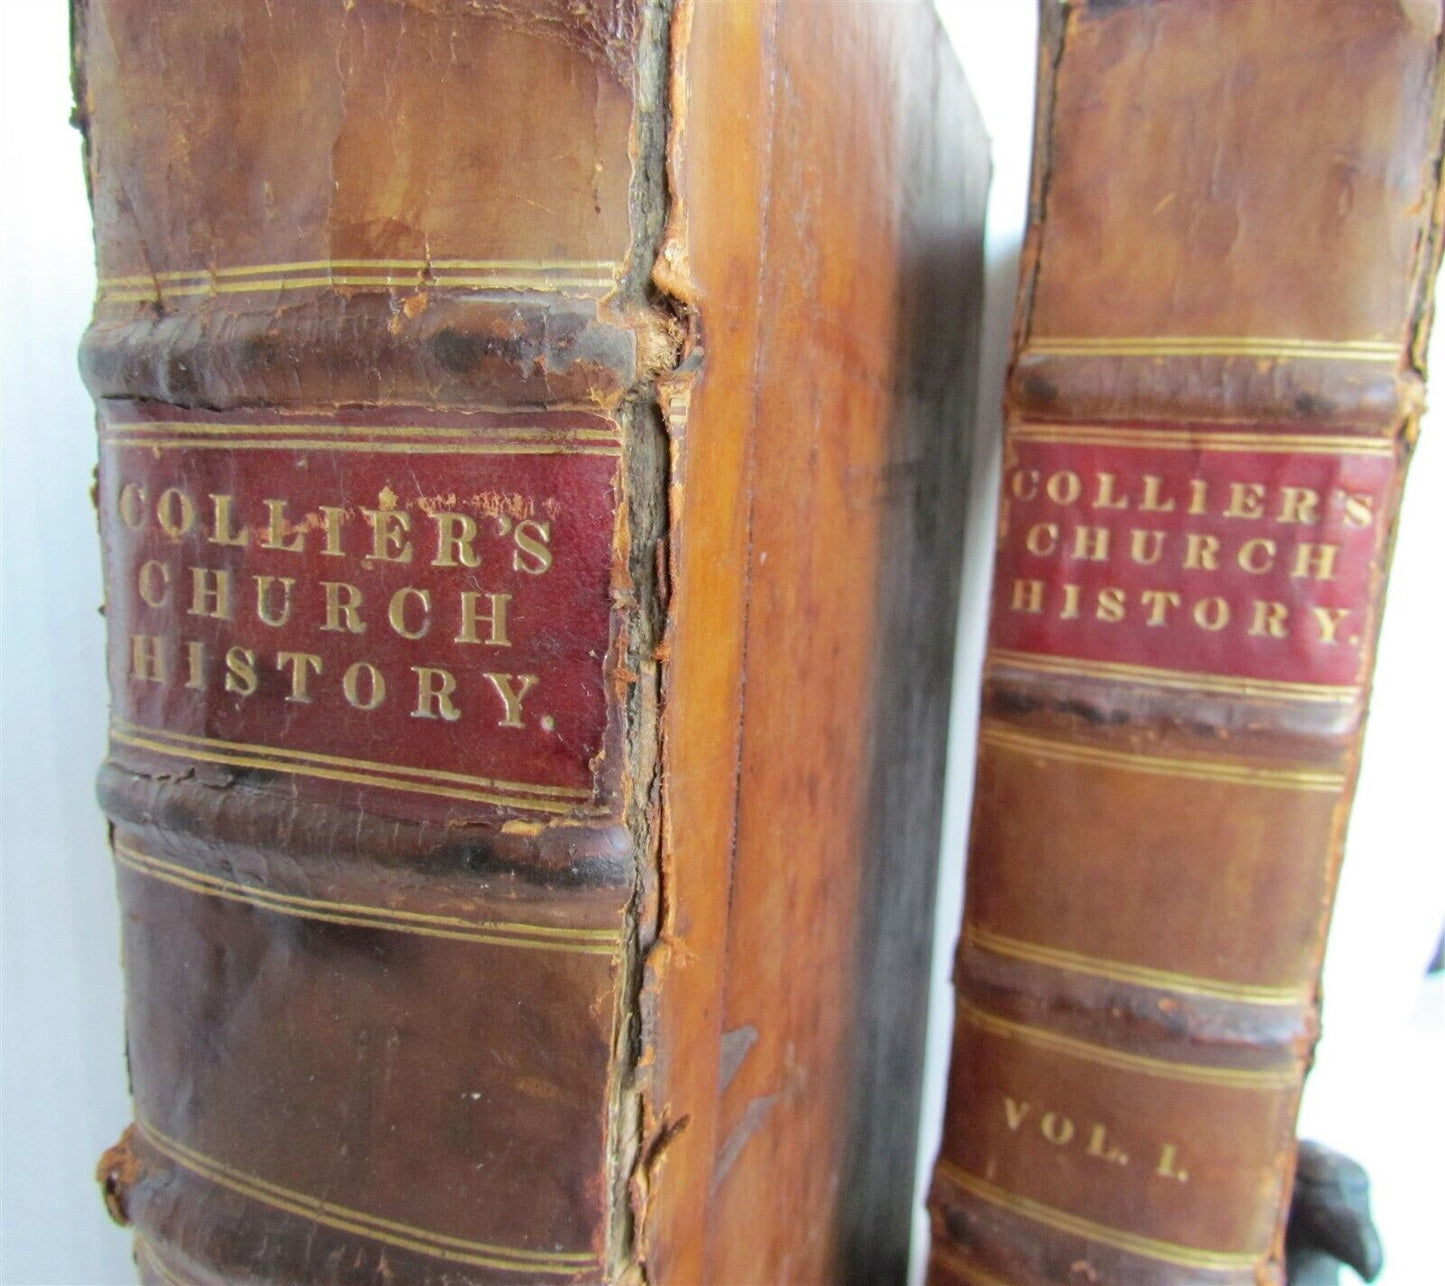 COLLIER'S
CHURCH
HISTORY.
COLLIER'S
CHURCH
HISTORY.
VOL. I.